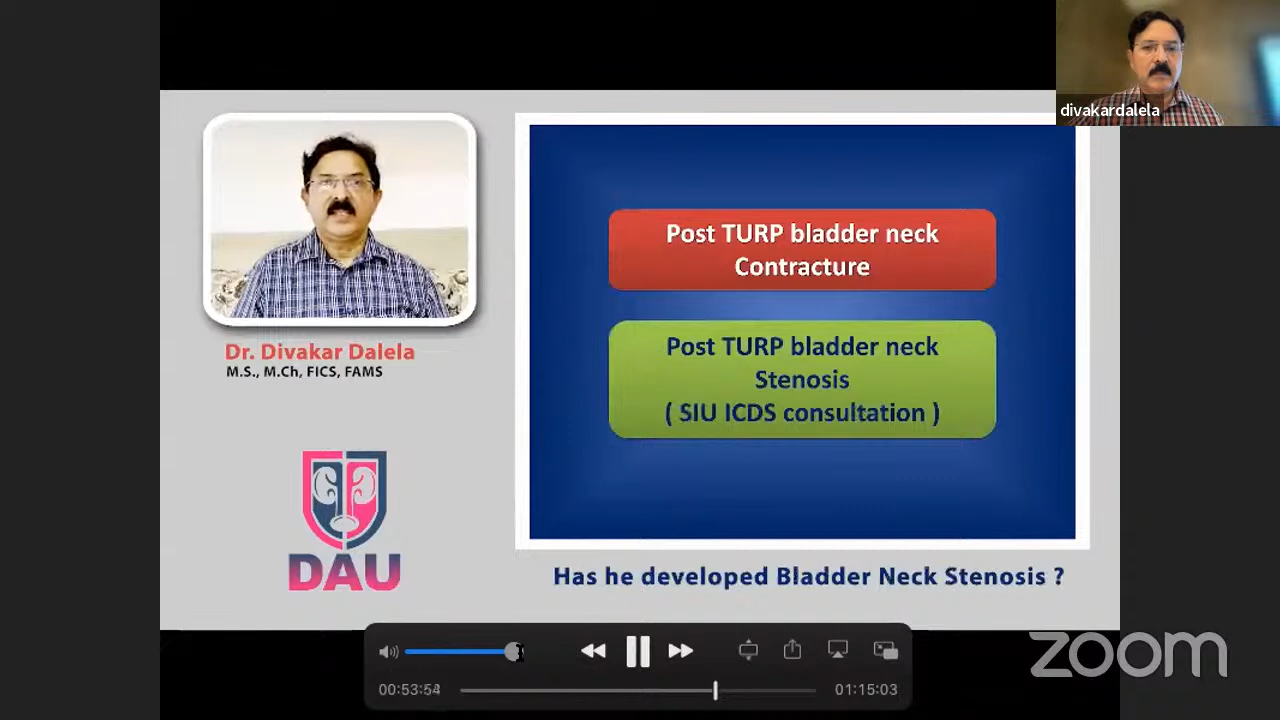 divakardalela
Post TURP bladder neck
Contracture
Post TURP bladder neck
Stenosis
( SIU ICDS consultation )
Dr. Divakar Dalela
M.S., M.Ch, FICS, FAMS
DAU
Has he developed Bladder Neck Stenosis ?
00:53:54
01:15:03
zoom